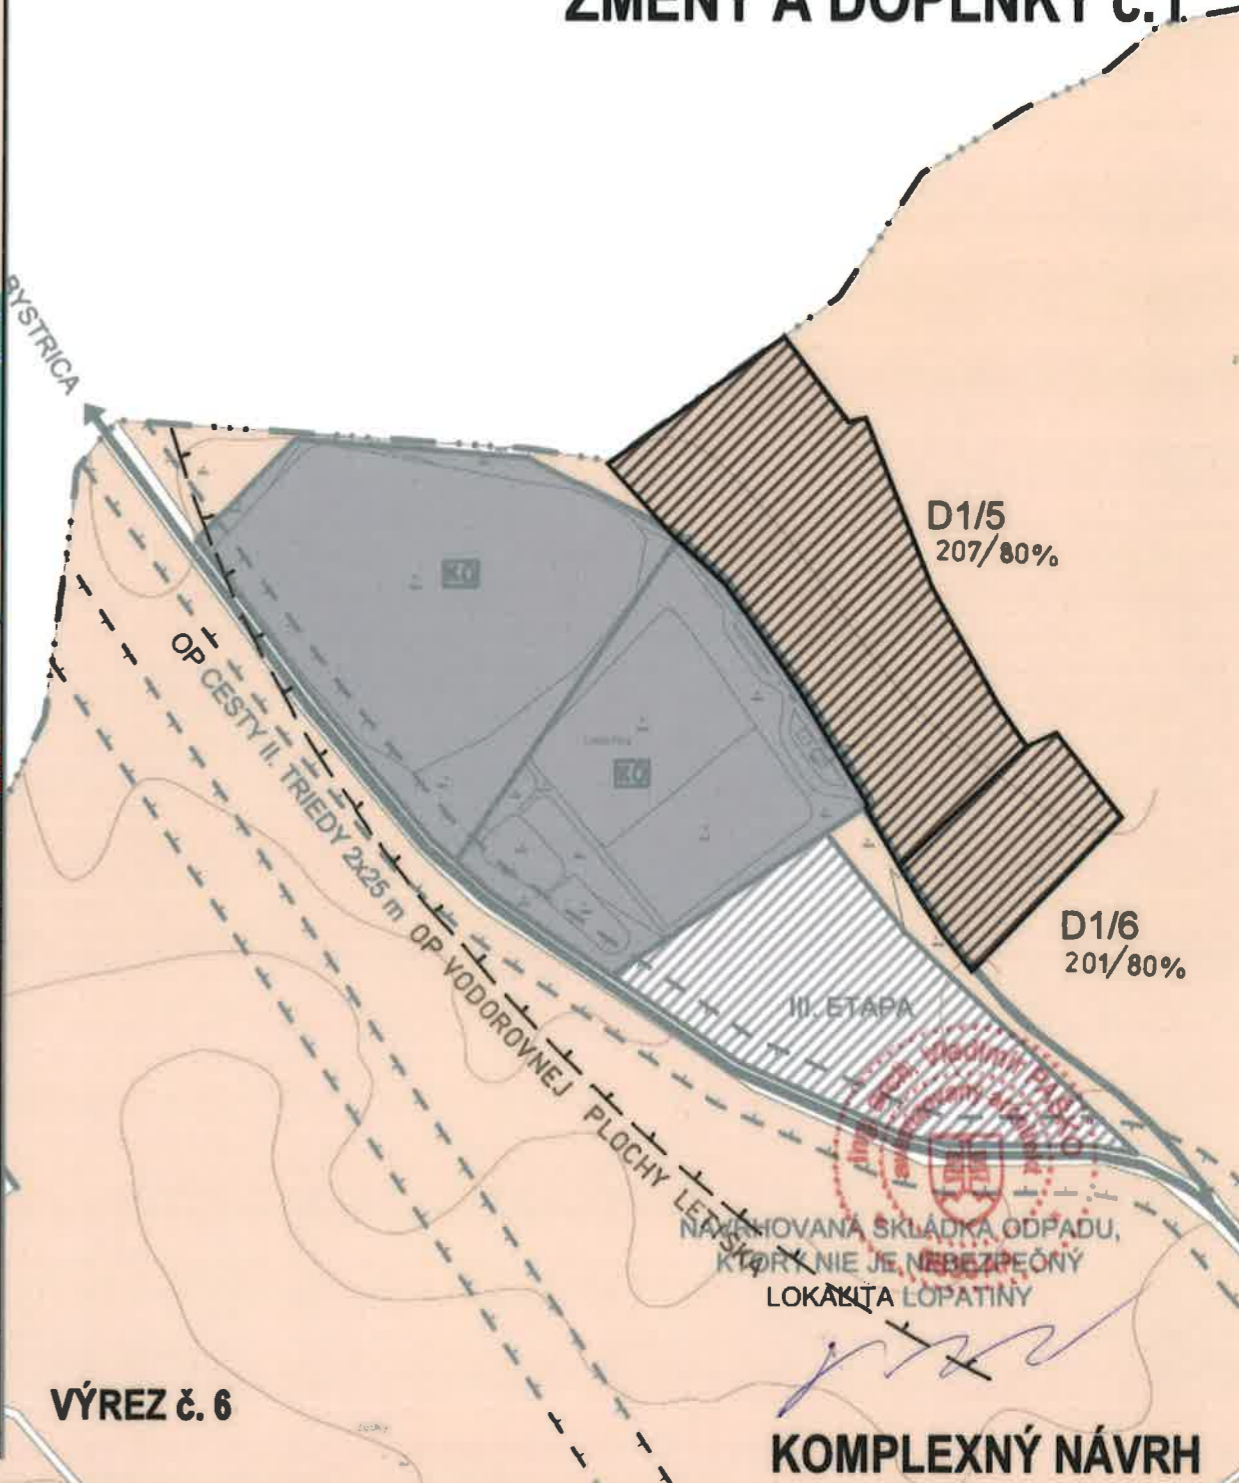 ZMENY A DOPLNKY č.1
BYSTRICA
D1/5
207/80%
KO
KO
OP CESTY II. TRIEDY 2x25 m
OP VODOROVNEJ PLOCHY LETISKA
D1/6
201/80%
III. ETAPA
Vladimír
NAVRHOVANÁ SKLÁDKA ODPADU,
KTORÝ NIE JE NEBEZPEČNÝ
LOKALITA LOPATINY
VÝREZ č. 6
KOMPLEXNÝ NÁVRH